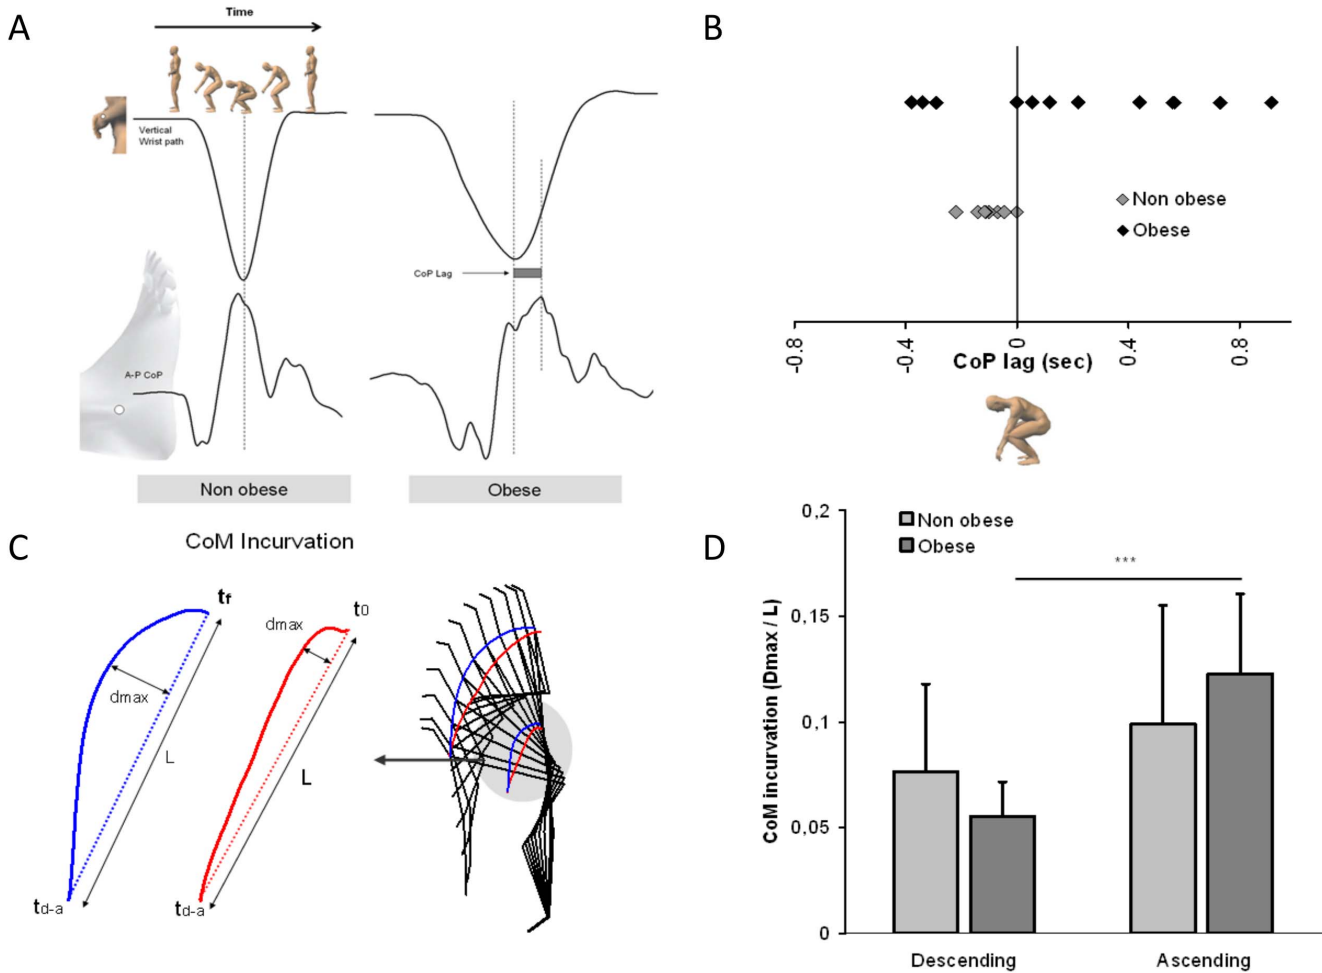 A
Time
Vertical
Wrist path
CoP Lag
A-P CoP
Non obese
Obese
B
Non obese
Obese
-0.8
-0.4
0
0.4
0.8
CoP lag (sec)
C
CoM Incurvation
tf
dmax
L
td-a
t0
dmax
L
td-a
D
Non obese
Obese
***
CoM incurvation (Dmax / L)
0,2
0,15
0,1
0,05
0
Descending
Ascending